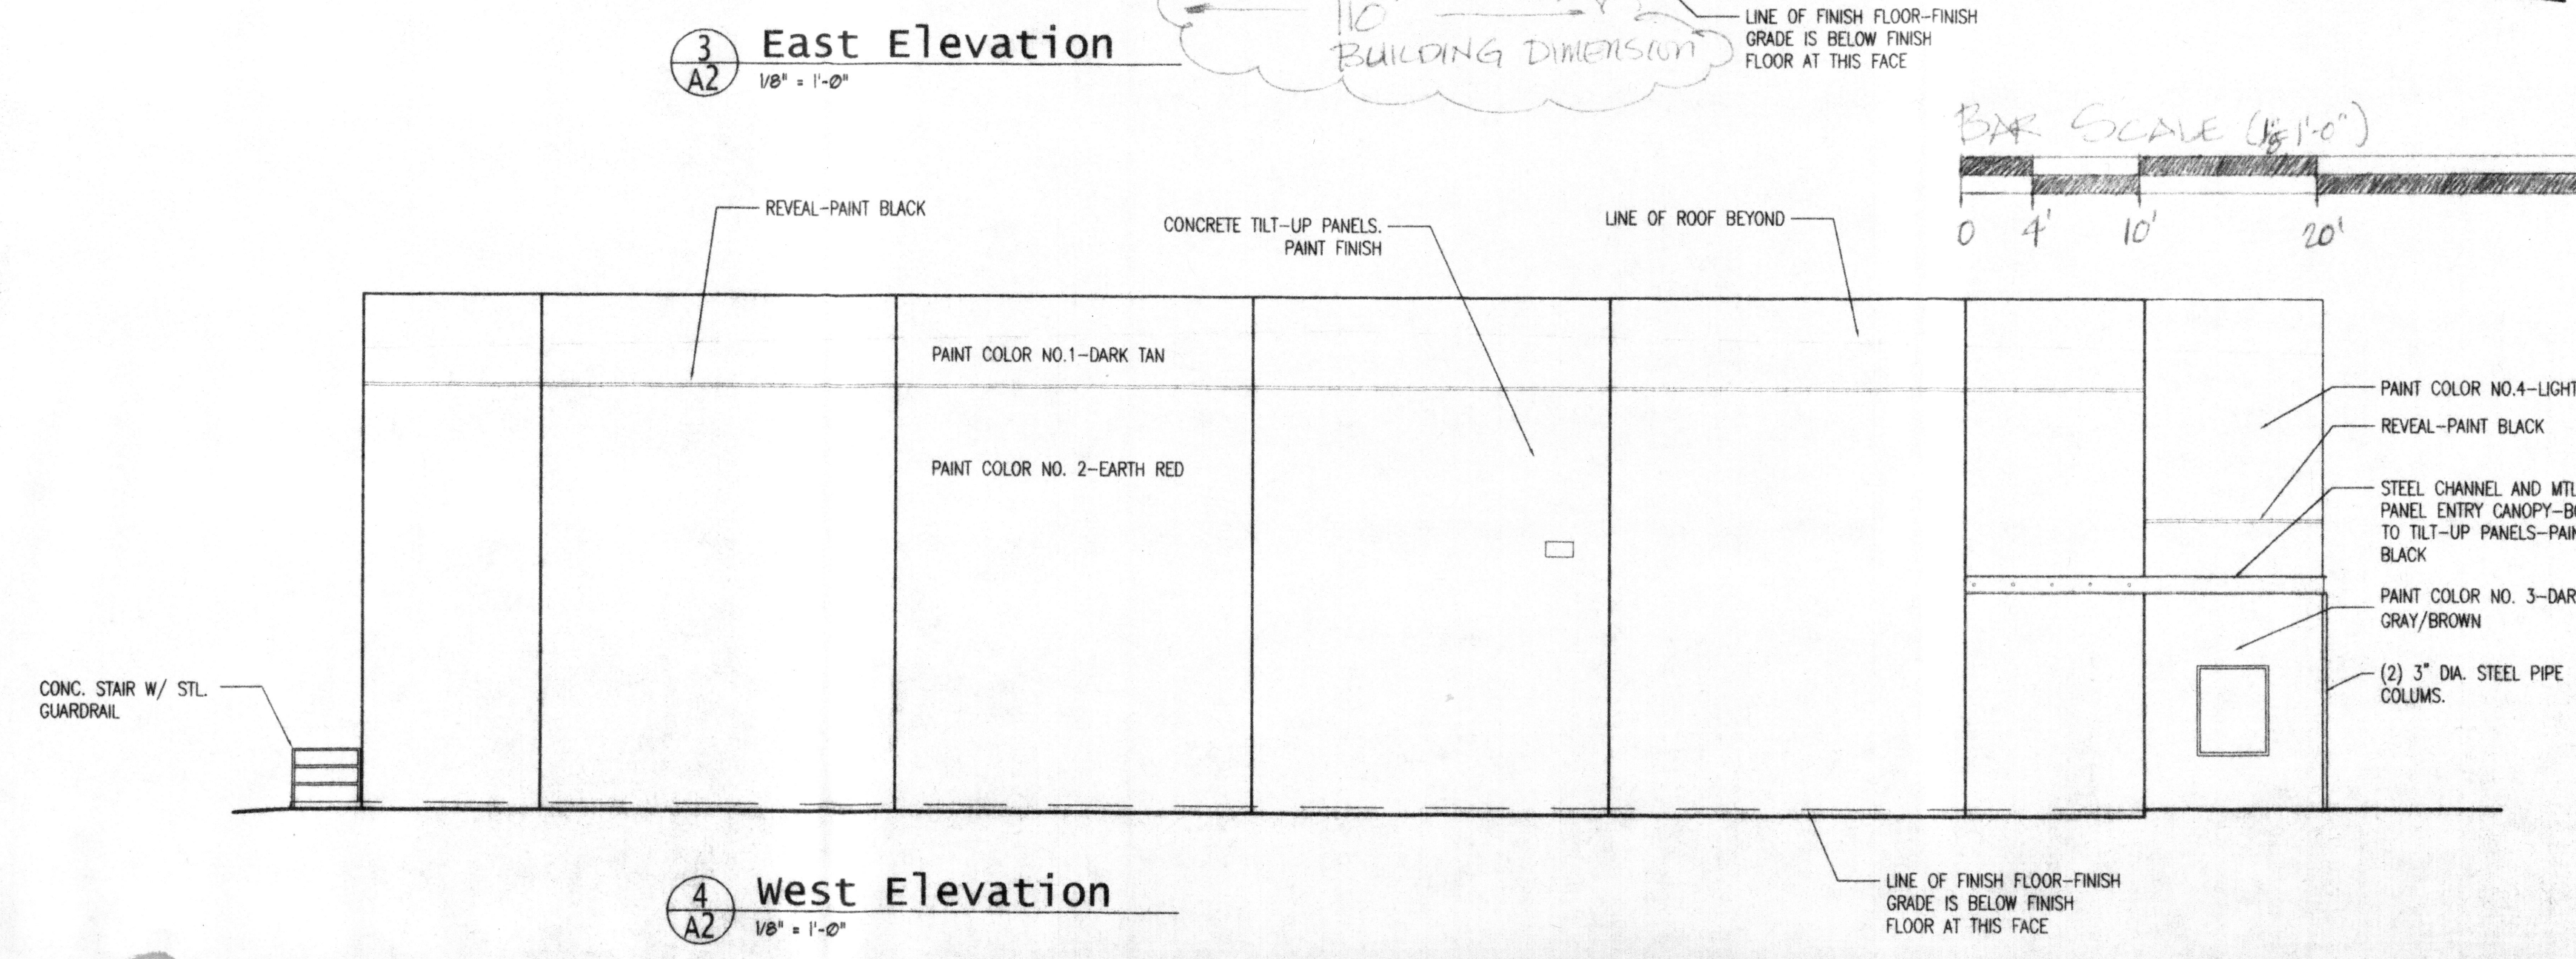 110'
BUILDING DIMENSION
LINE OF FINISH FLOOR-FINISH
GRADE IS BELOW FINISH
FLOOR AT THIS FACE
3
A2
East Elevation
1/8" = 1'-0"
BAR SCALE (1/8"=1'-0")
0 4' 10' 20'
REVEAL-PAINT BLACK
CONCRETE TILT-UP PANELS.
PAINT FINISH
LINE OF ROOF BEYOND
PAINT COLOR NO.1-DARK TAN
PAINT COLOR NO. 2-EARTH RED
PAINT COLOR NO.4-LIGHT
REVEAL-PAINT BLACK
STEEL CHANNEL AND MTL
PANEL ENTRY CANOPY-
TO TILT-UP PANELS-
BLACK
PAINT COLOR NO. 3-
GRAY/BROWN
(2) 3" DIA. STEEL PIPE
COLUMS.
CONC. STAIR W/ STL.
GUARDRAIL
LINE OF FINISH FLOOR-FINISH
GRADE IS BELOW FINISH
FLOOR AT THIS FACE
4
A2
West Elevation
1/8" = 1'-0"